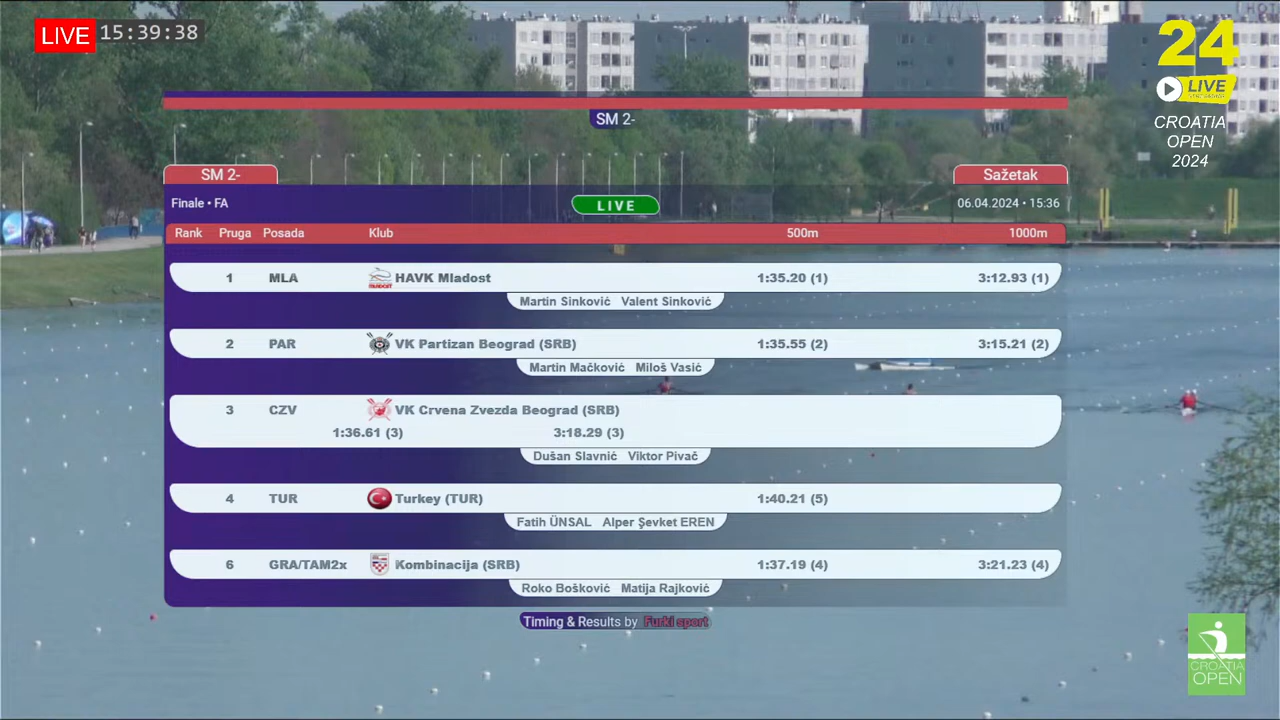 LIVE 15:39:38
24
LIVE
CROATIA
OPEN
2024
SM 2-
SM 2- Sažetak
Finale • FA LIVE 06.04.2024 • 15:36
Rank Pruga Posada Klub 500m 1000m
1 MLA HAVK Mladost 1:35.20 (1) 3:12.93 (1)
Martin Sinković Valent Sinković
2 PAR VK Partizan Beograd (SRB) 1:35.55 (2) 3:15.21 (2)
Martin Mačković Miloš Vasić
3 CZV VK Crvena Zvezda Beograd (SRB)
1:36.61 (3) 3:18.29 (3)
Dušan Slavnić Viktor Pivač
4 TUR Turkey (TUR) 1:40.21 (5)
Fatih ÜNSAL Alper Şevket EREN
6 GRA/TAM2x Kombinacija (SRB) 1:37.19 (4) 3:21.23 (4)
Roko Bošković Matija Rajković
Timing & Results by Furki sport
CROATIA
OPEN